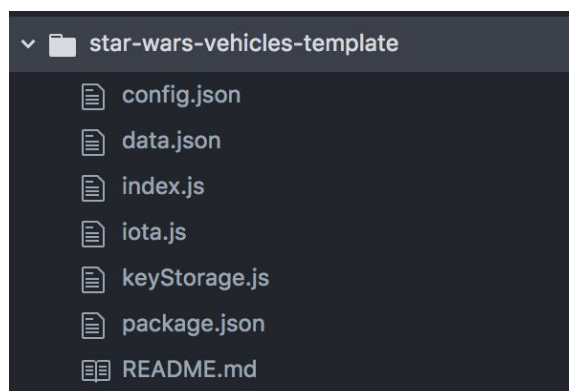 star-wars-vehicles-template
config.json
data.json
index.js
iota.js
keyStorage.js
package.json
README.md